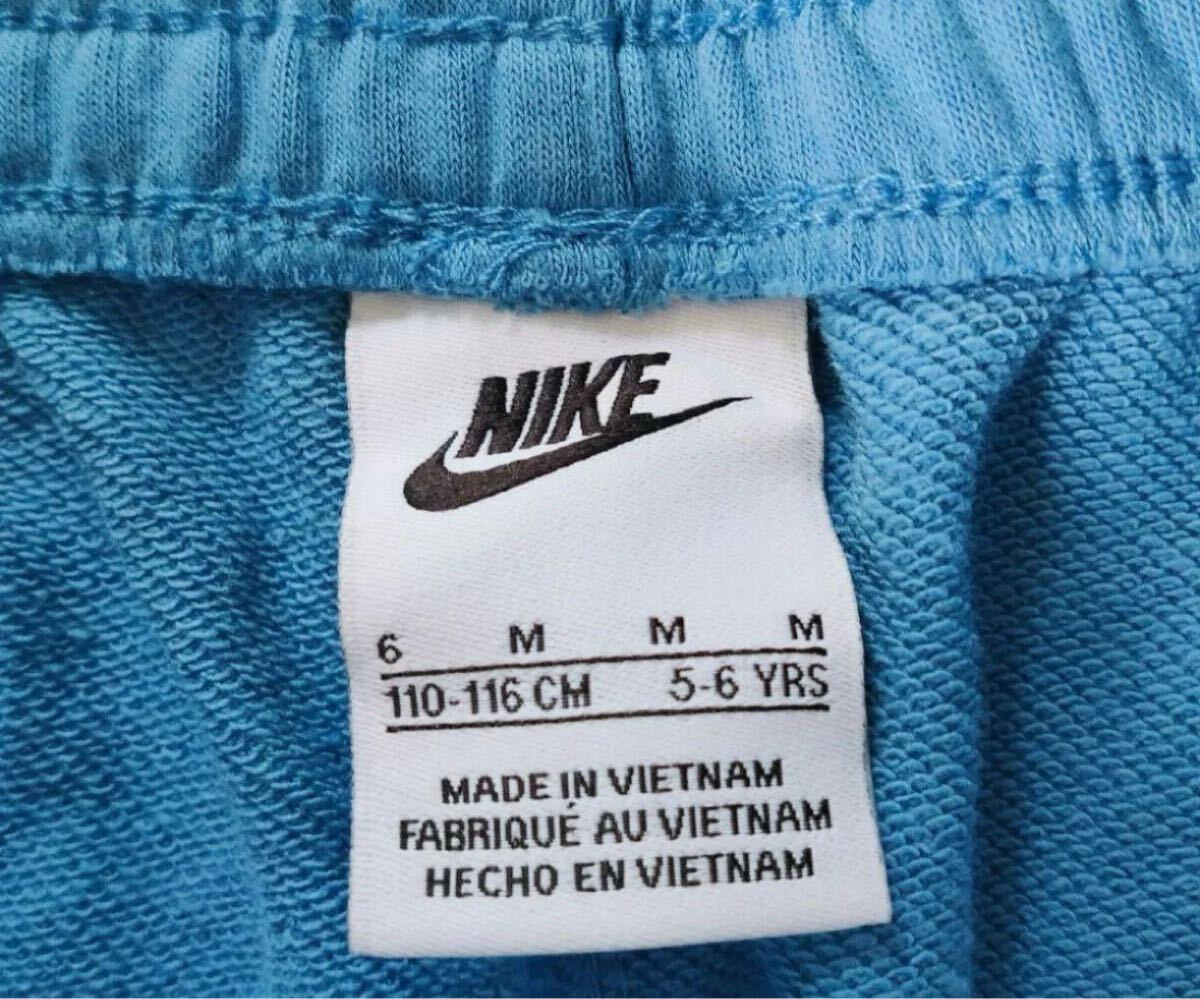 NIKE
6 M M M
110-116 CM 5-6 YRS
MADE IN VIETNAM
FABRIQUÉ AU VIETNAM
HECHO EN VIETNAM